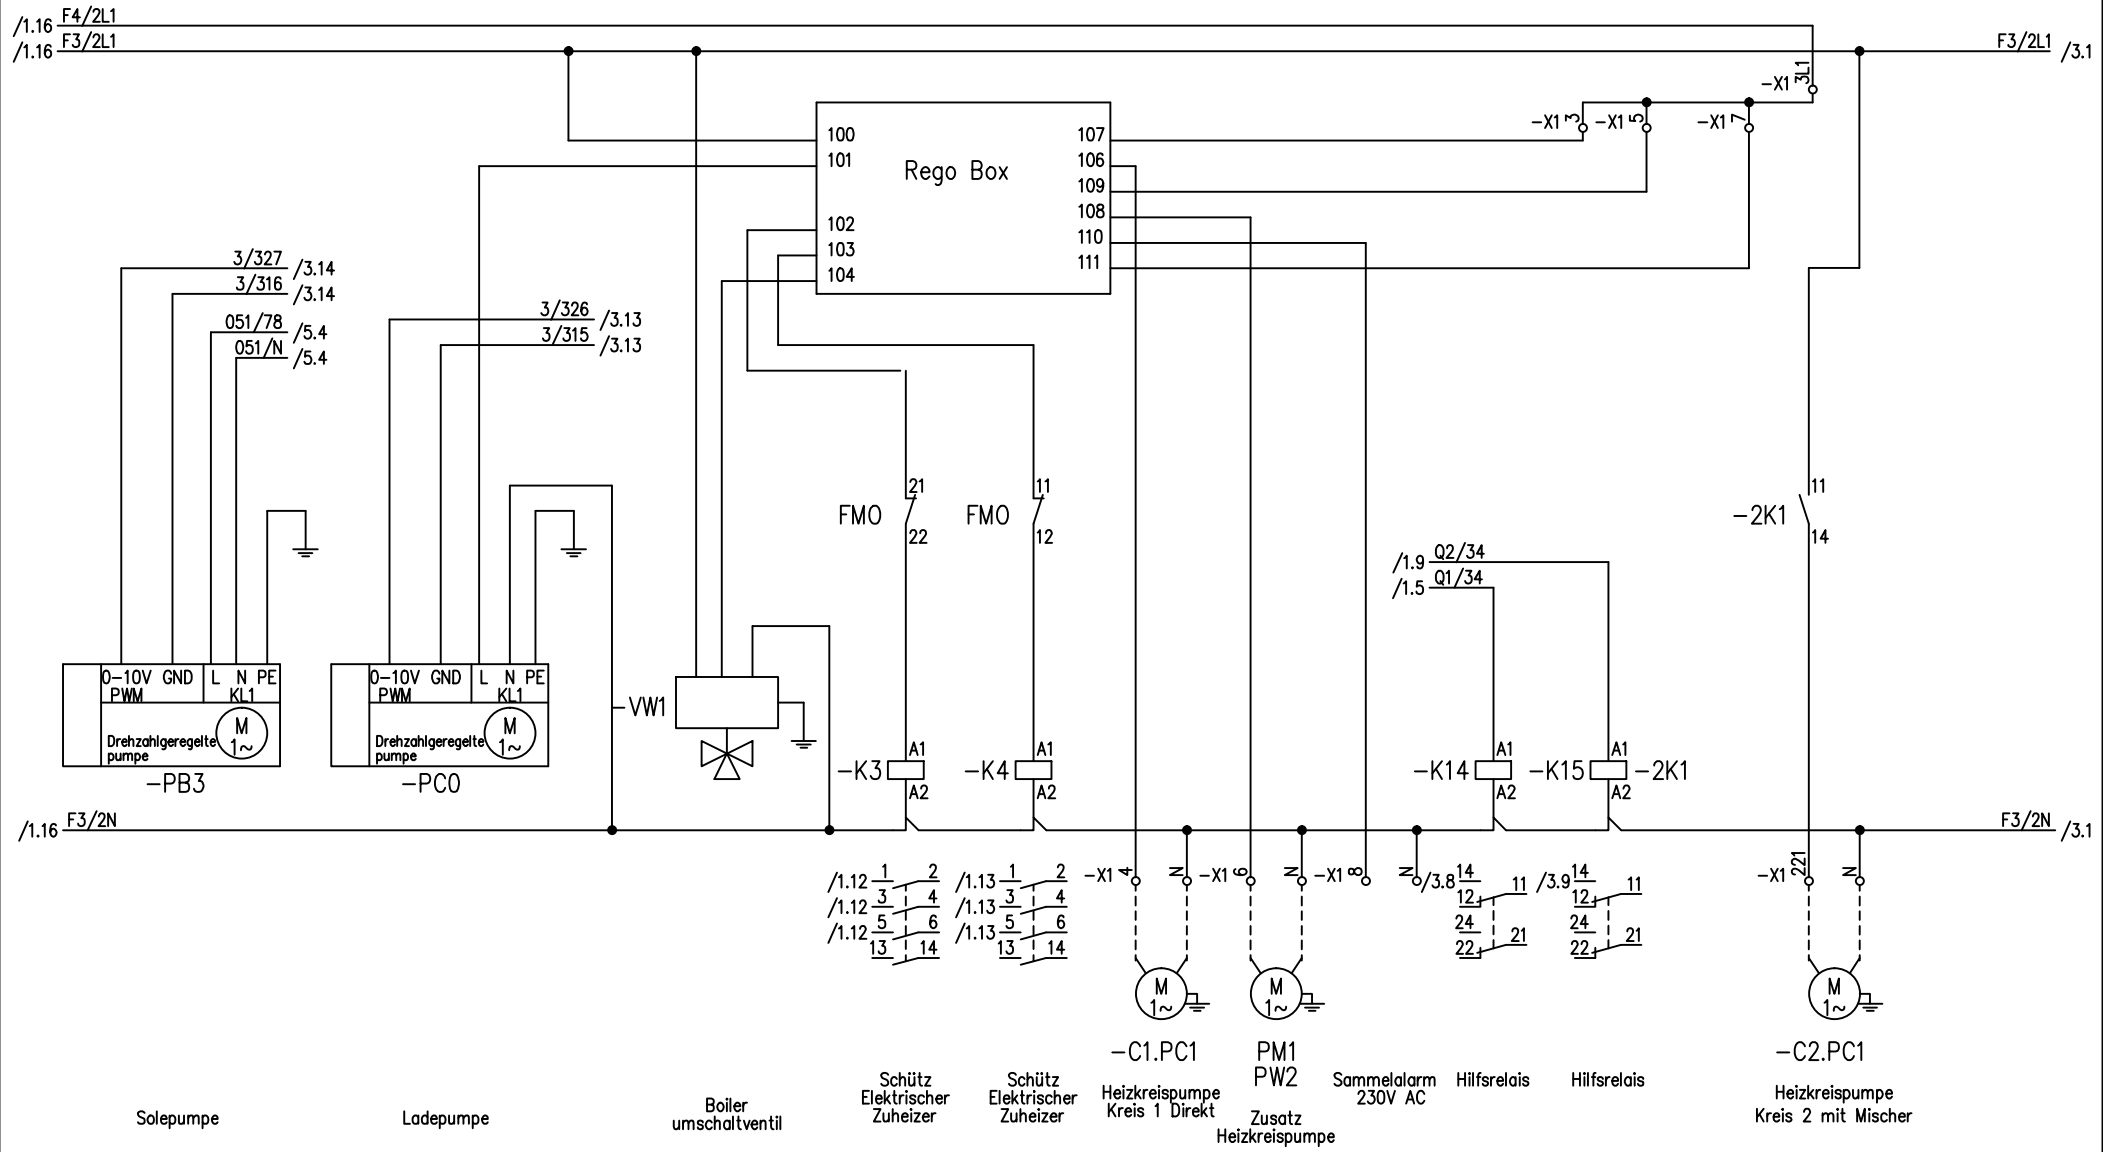 F4/2L1
/1.16
F3/2L1
/1.16
F3/2L1
/3.1
-X1 3L1
-X1 3
-X1 5
-X1 7
Rego Box
100
101
102
103
104
107
106
109
108
110
111
3/327 /3.14
3/316 /3.14
051/78 /5.4
051/N /5.4
3/326 /3.13
3/315 /3.13
FM0
21
22
FM0
11
12
-2K1
11
14
/1.9 Q2/34
/1.5 Q1/34
0-10V GND L N PE
PWM KL1
M
1~
Drehzahlgeregelte
pumpe
-PB3
0-10V GND L N PE
PWM KL1
M
1~
Drehzahlgeregelte
pumpe
-PC0
-VW1
-K3
A1
A2
-K4
A1
A2
-K14
A1
A2
-K15
A1
A2
-2K1
/1.16 F3/2N
F3/2N /3.1
/1.12 1 2
/1.12 3 4
/1.12 5 6
13 14
/1.13 1 2
/1.13 3 4
/1.13 5 6
13 14
-X1 4 N
-X1 6 N
-X1 8 N
/3.8 14
12 11
24
22 21
/3.9 14
12 11
24
22 21
-X1 221 N
M
1~
M
1~
M
1~
-C1.PC1
PM1
PW2
-C2.PC1
Solepumpe
Ladepumpe
Boiler
umschaltventil
Schütz
Elektrischer
Zuheizer
Schütz
Elektrischer
Zuheizer
Heizkreispumpe
Kreis 1 Direkt
Zusatz
Heizkreispumpe
Sammelalarm
230V AC
Hilfsrelais
Hilfsrelais
Heizkreispumpe
Kreis 2 mit Mischer